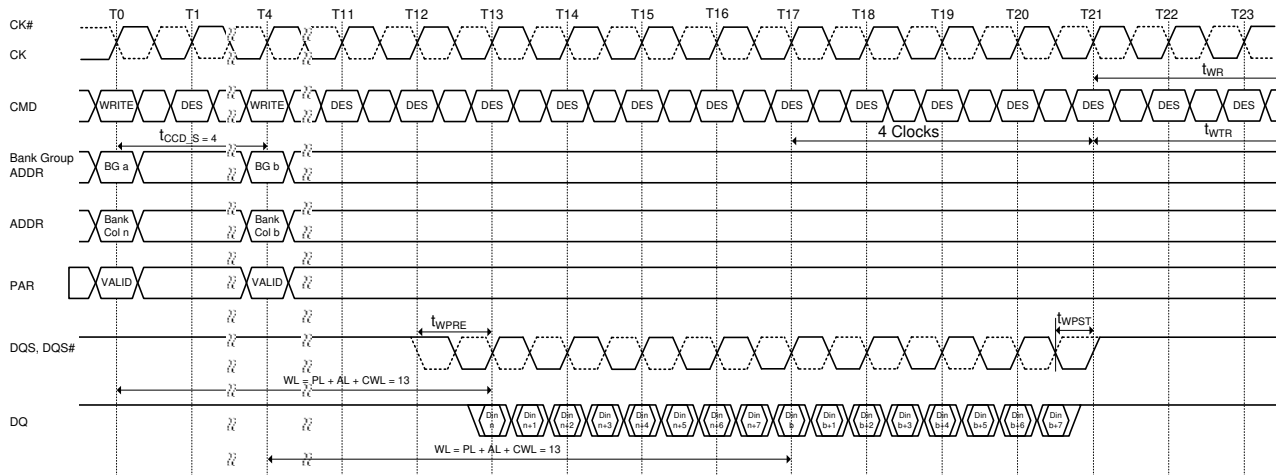 T0 T1 T4 T11 T12 T13 T14 T15 T16 T17 T18 T19 T20 T21 T22 T23
CK#
CK
tWR
CMD WRITE DES WRITE DES DES DES DES DES DES DES DES DES DES DES DES DES
tCCD_S = 4
4 Clocks
tWTR
Bank Group
ADDR
BG a BG b
ADDR
Bank
Col n
Bank
Col b
PAR VALID VALID
tWPRE
tWPST
DQS, DQS#
WL = PL + AL + CWL = 13
DQ
Din
n
Din
n+1
Din
n+2
Din
n+3
Din
n+4
Din
n+5
Din
n+6
Din
n+7
Din
b
Din
b+1
Din
b+2
Din
b+3
Din
b+4
Din
b+5
Din
b+6
Din
b+7
WL = PL + AL + CWL = 13